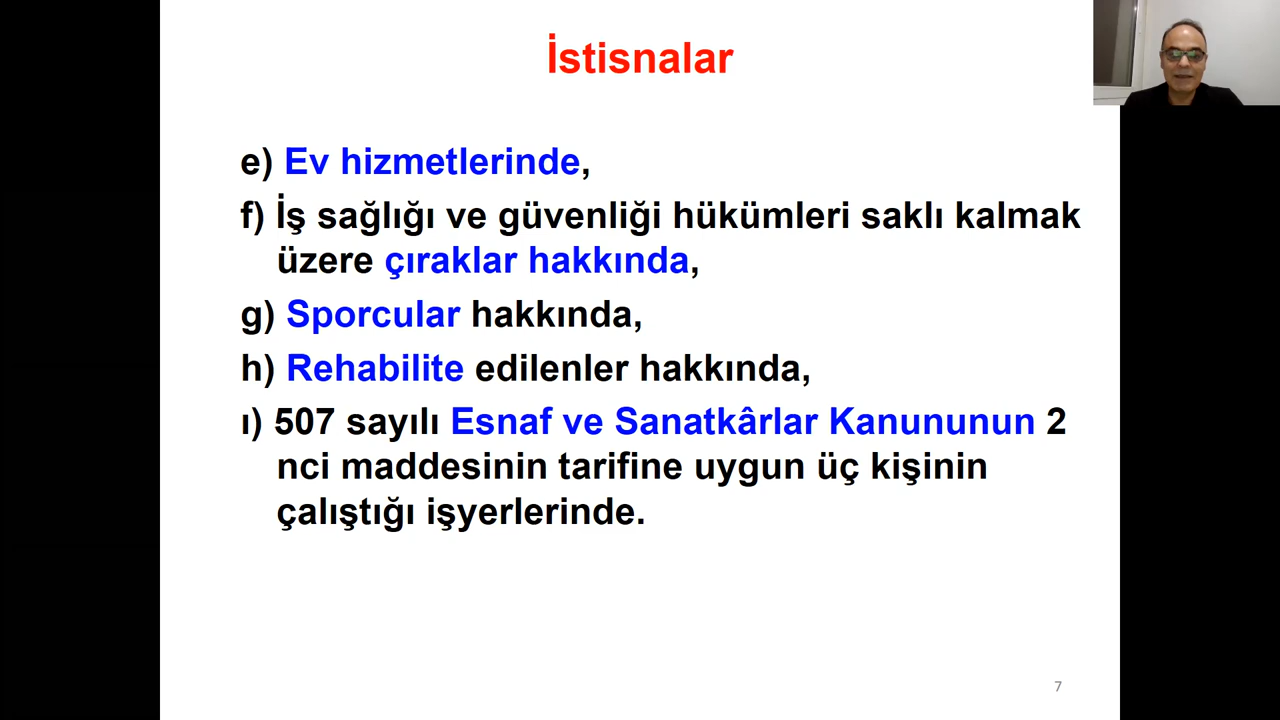 İstisnalar
e) Ev hizmetlerinde,
f) İş sağlığı ve güvenliği hükümleri saklı kalmak
üzere çıraklar hakkında,
g) Sporcular hakkında,
h) Rehabilite edilenler hakkında,
ı) 507 sayılı Esnaf ve Sanatkârlar Kanununun 2
nci maddesinin tarifine uygun üç kişinin
çalıştığı işyerlerinde.
7